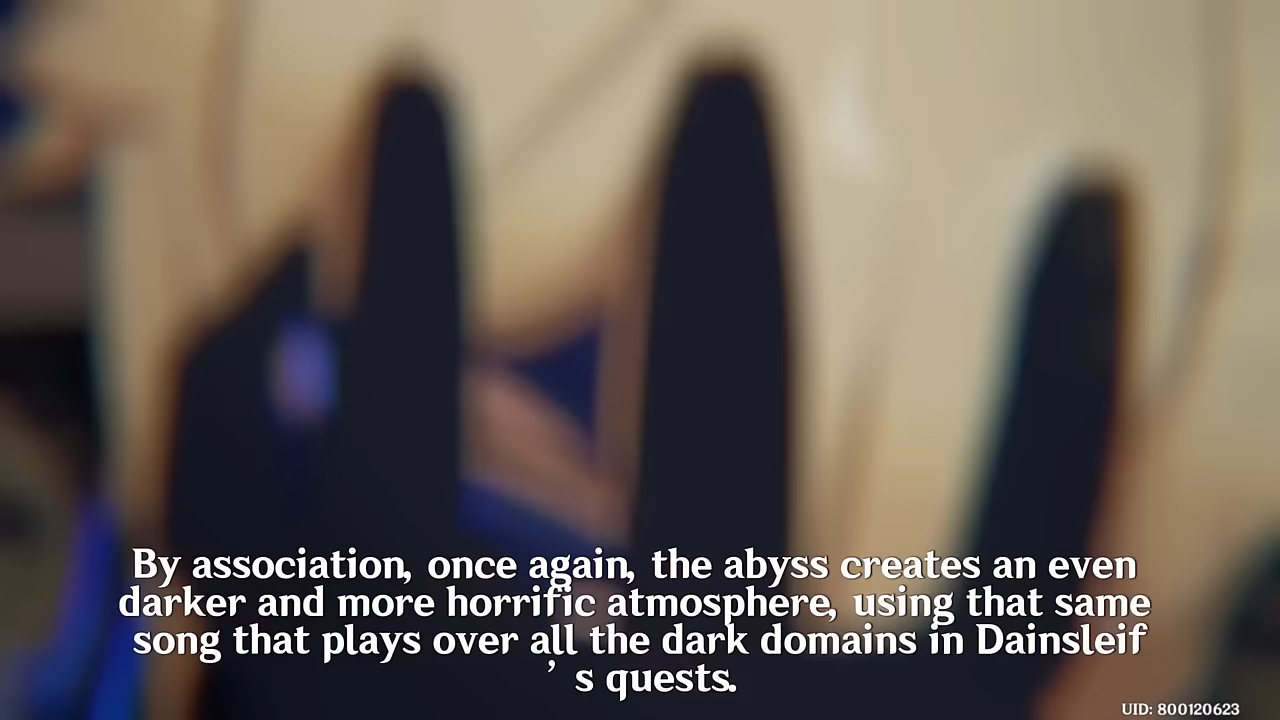 By association, once again, the abyss creates an even
darker and more horrific atmosphere, using that same
song that plays over all the dark domains in Dainsleif
’ s quests.
UID: 800120623